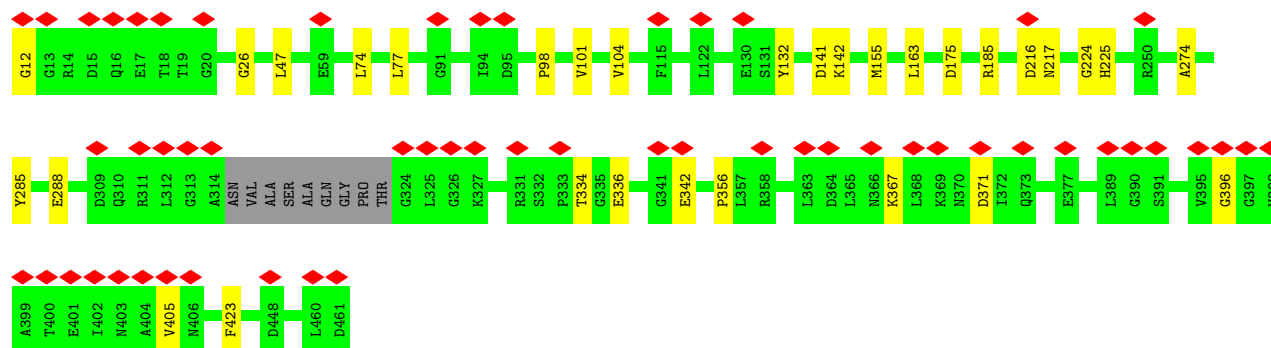 G12 G13 R14 D15 Q16 E17 T18 T19 G20 G26 L47 E59 L74 L77 G91 I94 D95 P98 V101 V104 F115 L122 E130 S131 Y132 D141 K142 M155 L163 D175 R185 D216 N217 G224 H225 R250 A274
Y285 E288 D309 Q310 R311 L312 G313 A314 ASN VAL ALA SER ALA GLN GLY PRO THR G324 L325 G326 K327 R331 S332 P333 T334 G335 E336 G341 E342 P356 L357 R358 L363 D364 L365 N366 K367 L368 K369 N370 D371 I372 Q373 E377 L389 G390 S391 V395 G396 G397
A399 T400 E401 I402 N403 A404 V405 N406 F423 D448 L460 D461